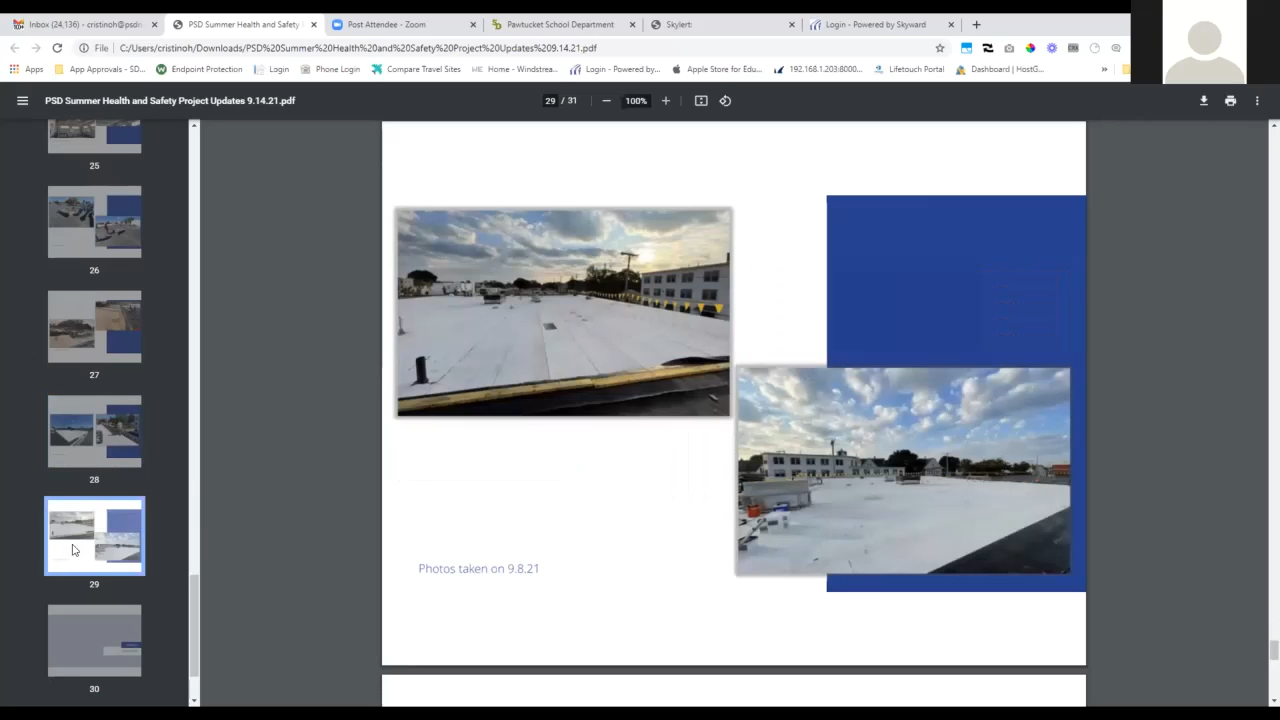 Inbox (24,136) - cristinoh@psdn
PSD Summer Health and Safety
Post Attendee - Zoom
Pawtucket School Department
Skylert
Login - Powered by Skyward
File
C:/Users/cristinoh/Downloads/PSD%20Summer%20Health%20and%20Safety%20Project%20Updates%209.14.21.pdf
Apps
App Approvals - SD...
Endpoint Protection
Login
Phone Login
Compare Travel Sites
Home - Windstrea...
Login - Powered by...
Apple Store for Edu...
192.168.1.203:8000...
Lifetouch Portal
Dashboard | HostG...
PSD Summer Health and Safety Project Updates 9.14.21.pdf
29 / 31
100%
25
26
27
28
29
30
Photos taken on 9.8.21